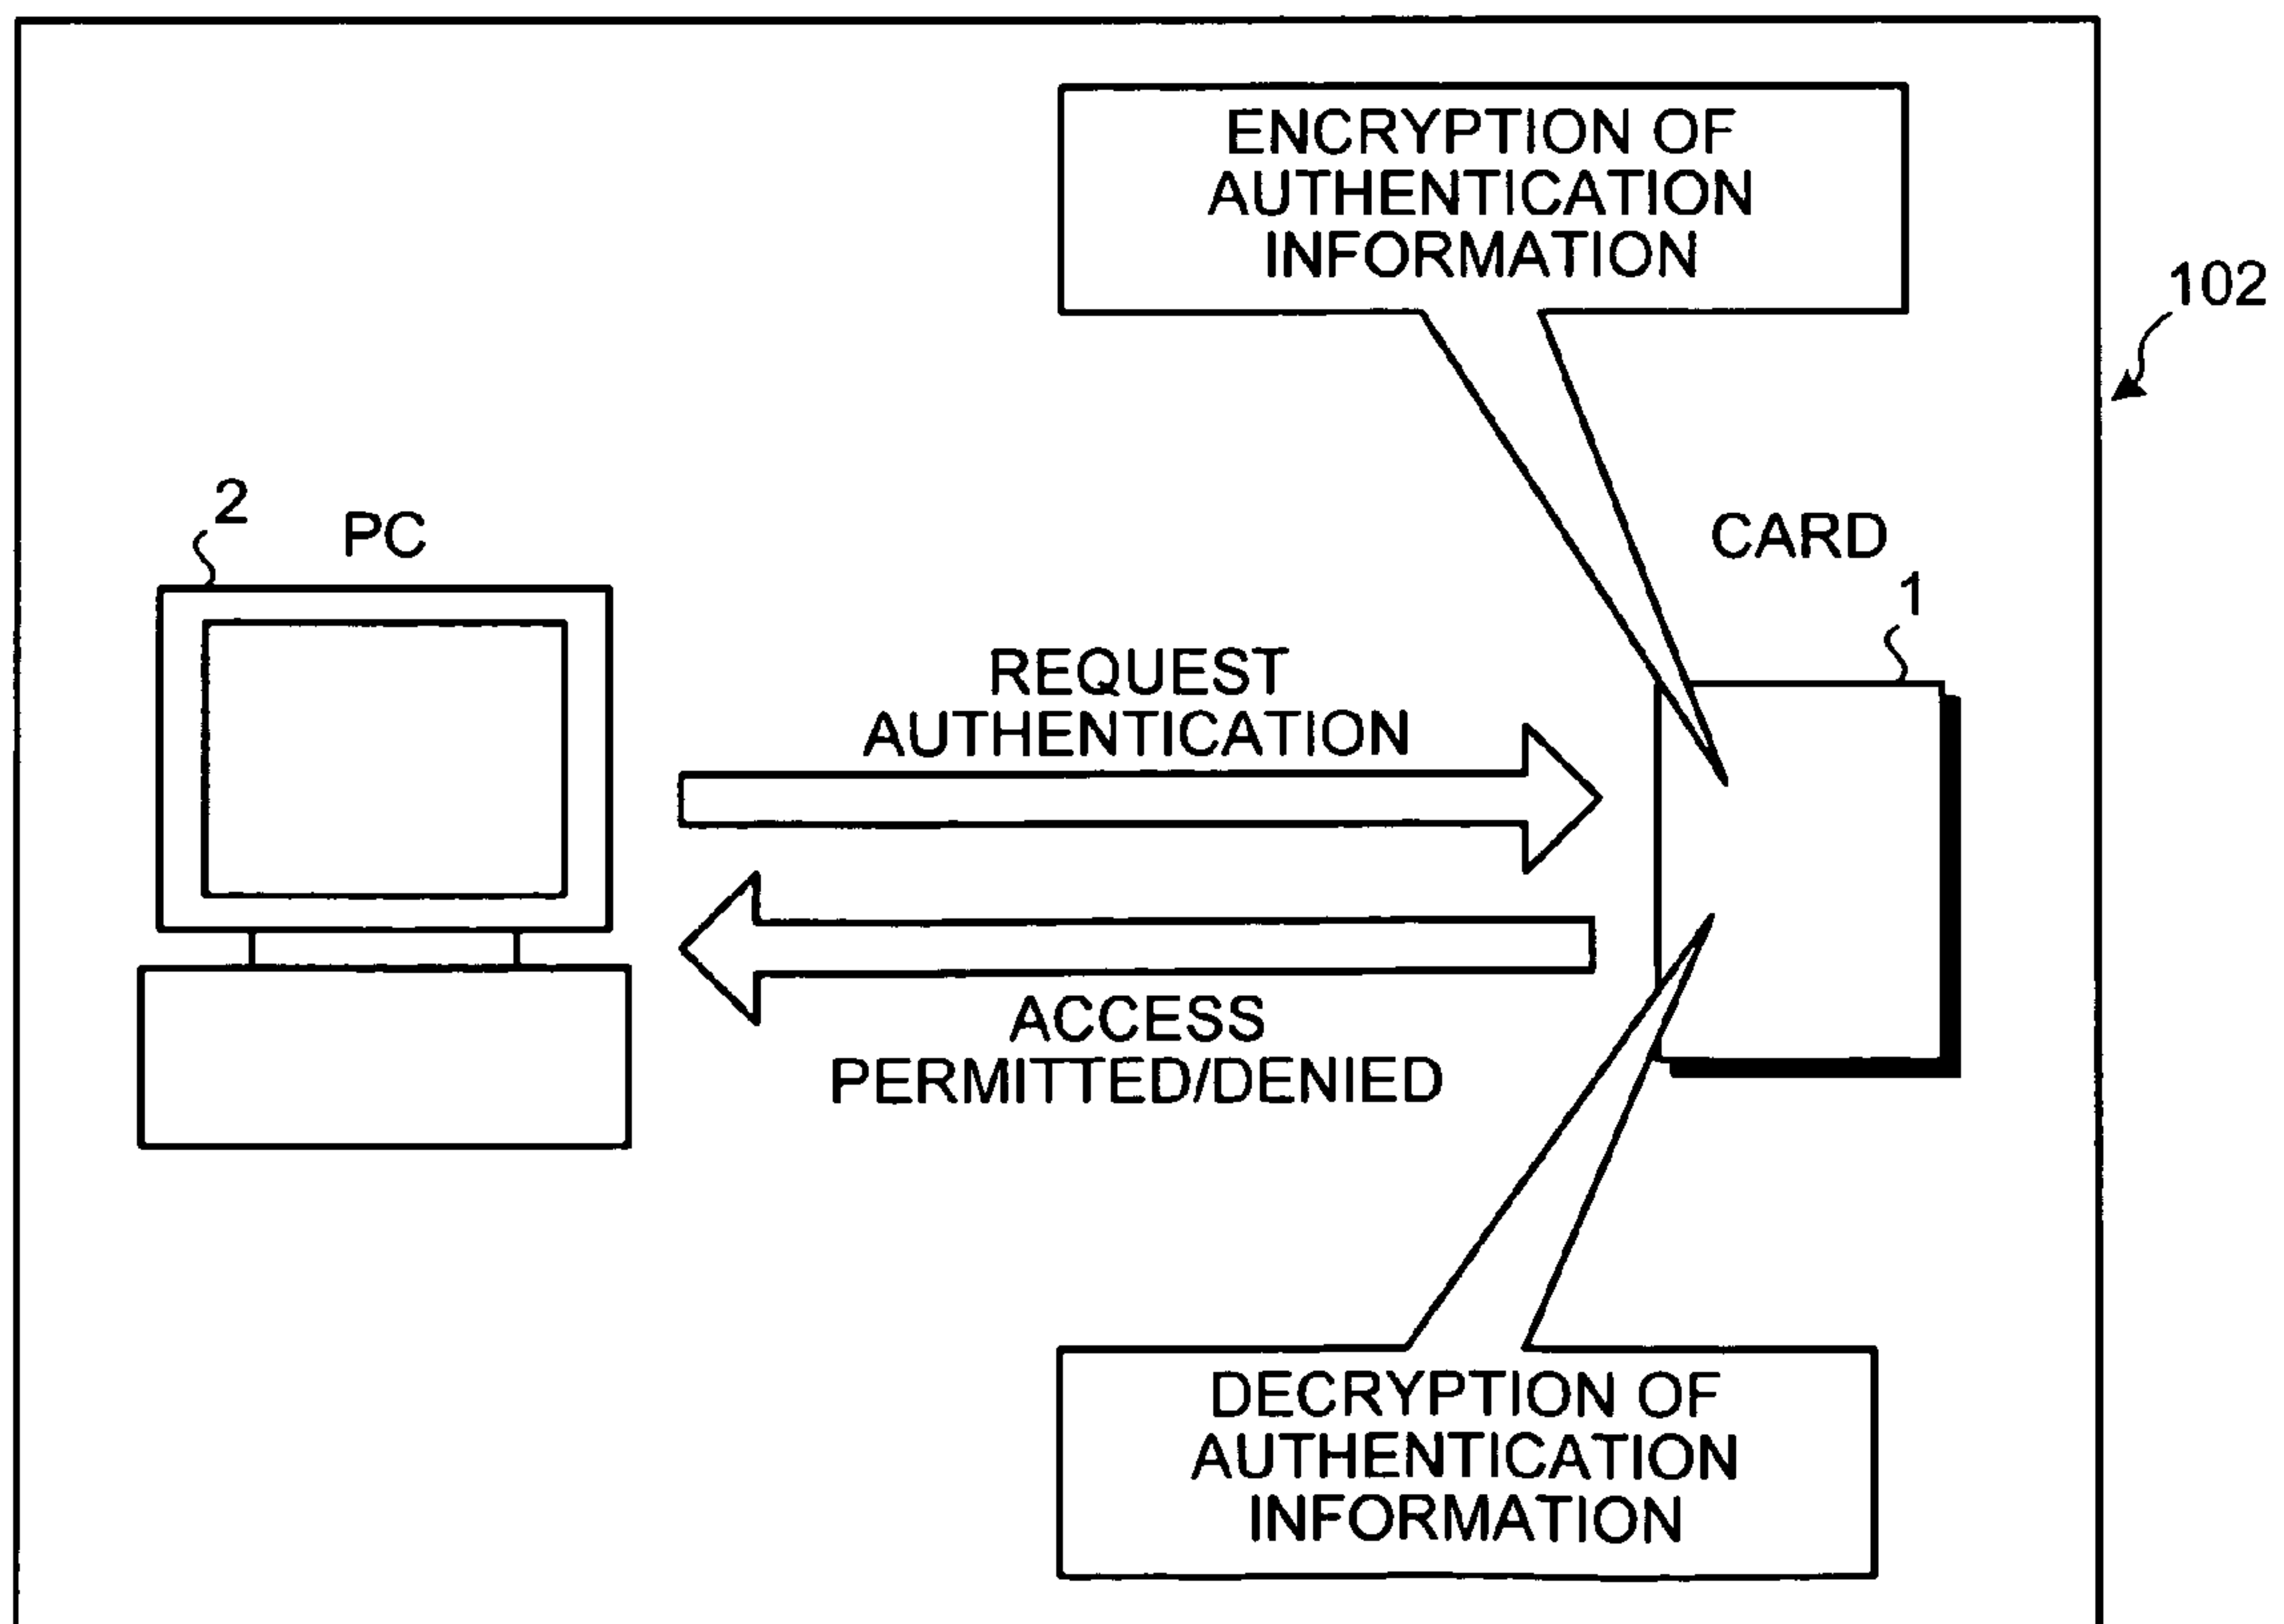 ENCRYPTION OF
AUTHENTICATION
INFORMATION
102
2
PC
CARD
1
REQUEST
AUTHENTICATION
ACCESS
PERMITTED/DENIED
DECRYPTION OF
AUTHENTICATION
INFORMATION